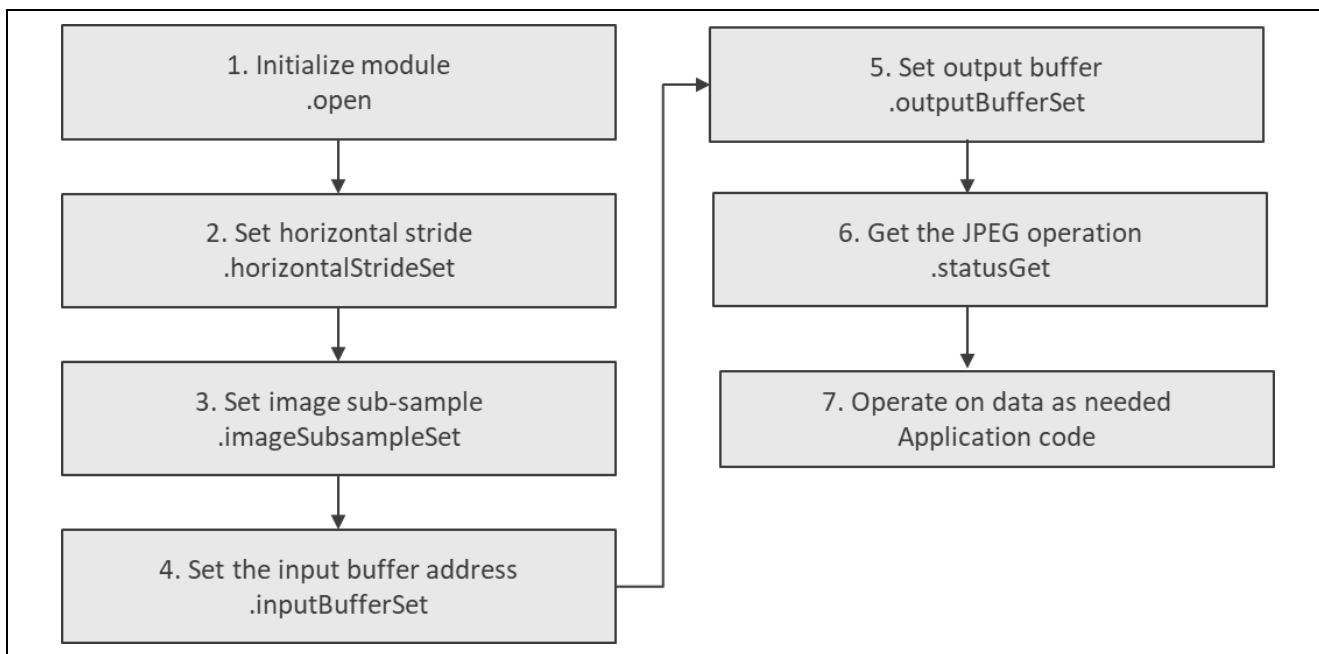 1. Initialize module
.open
2. Set horizontal stride
.horizontalStrideSet
3. Set image sub-sample
.imageSubsampleSet
4. Set the input buffer address
.inputBufferSet
5. Set output buffer
.outputBufferSet
6. Get the JPEG operation
.statusGet
7. Operate on data as needed
Application code